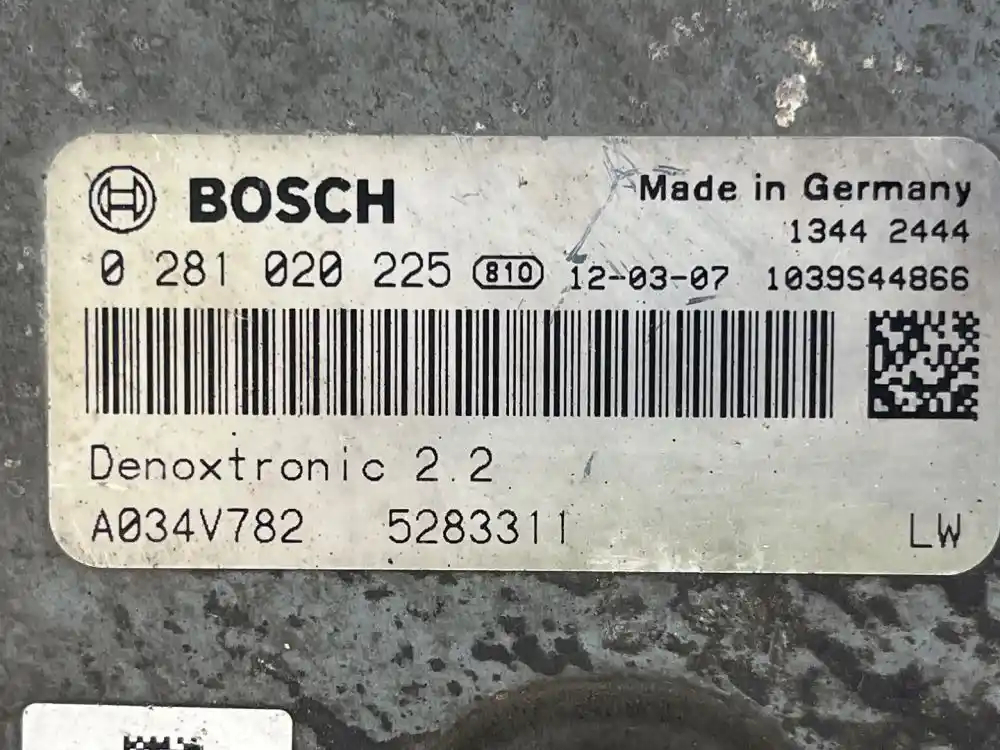 BOSCH
Made in Germany
1344 2444
0 281 020 225 810 12-03-07 1039S44866
Denoxtronic 2.2
A034V782 5283311 LW